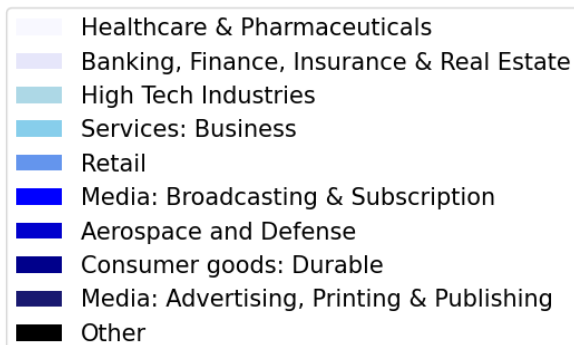 Healthcare & Pharmaceuticals
Banking, Finance, Insurance & Real Estate
High Tech Industries
Services: Business
Retail
Media: Broadcasting & Subscription
Aerospace and Defense
Consumer goods: Durable
Media: Advertising, Printing & Publishing
Other